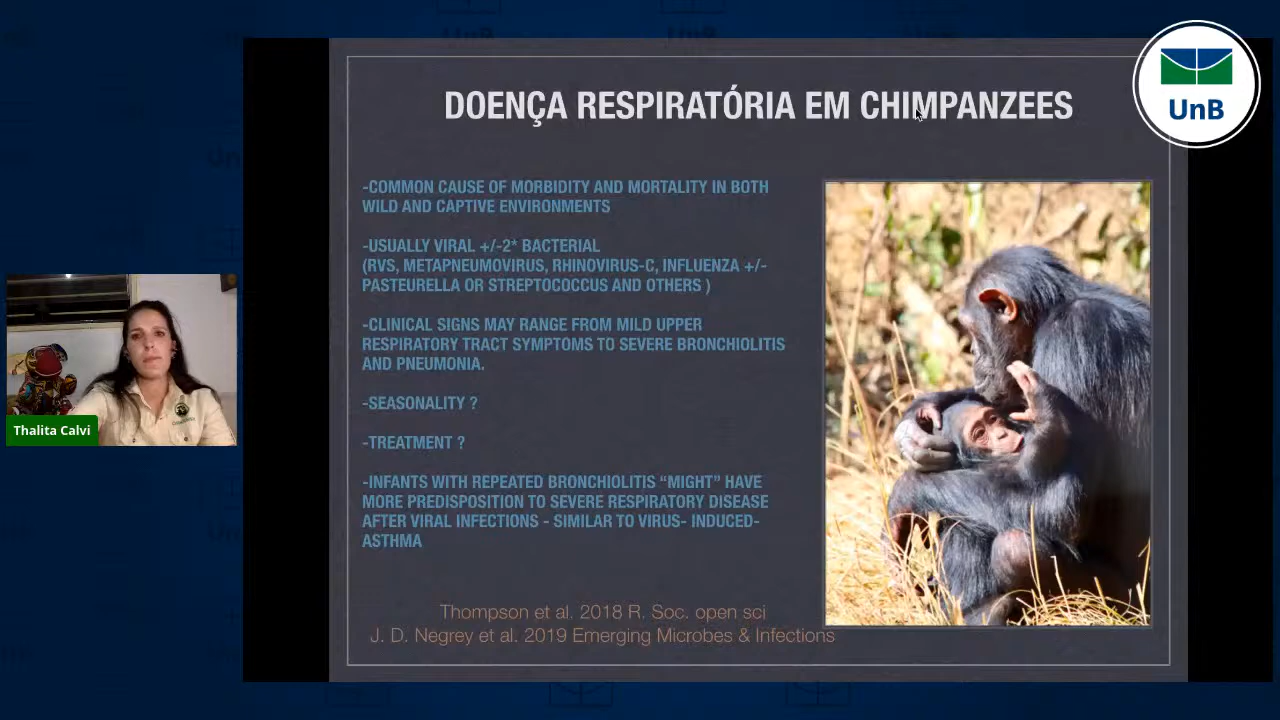 DOENÇA RESPIRATÓRIA EM CHIMPANZEES
UnB
-COMMON CAUSE OF MORBIDITY AND MORTALITY IN BOTH
WILD AND CAPTIVE ENVIRONMENTS
-USUALLY VIRAL +/-2* BACTERIAL
(RVS, METAPNEUMOVIRUS, RHINOVIRUS-C, INFLUENZA +/-
PASTEURELLA OR STREPTOCOCCUS AND OTHERS )
-CLINICAL SIGNS MAY RANGE FROM MILD UPPER
RESPIRATORY TRACT SYMPTOMS TO SEVERE BRONCHIOLITIS
AND PNEUMONIA.
-SEASONALITY ?
-TREATMENT ?
-INFANTS WITH REPEATED BRONCHIOLITIS “MIGHT” HAVE
MORE PREDISPOSITION TO SEVERE RESPIRATORY DISEASE
AFTER VIRAL INFECTIONS - SIMILAR TO VIRUS- INDUCED-
ASTHMA
Thompson et al. 2018 R. Soc. open sci
J. D. Negrey et al. 2019 Emerging Microbes & Infections
Thalita Calvi